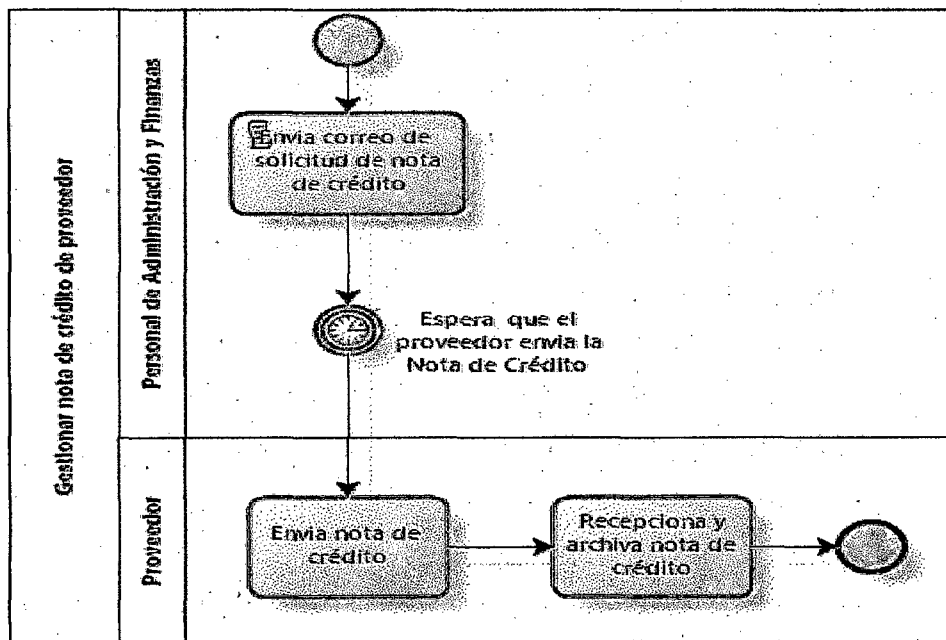 Gestionar nota de crédito de proveedor
Personal de Administración y Finanzas
Envia correo de
solicitud de nota
de crédito
Espera que el
proveedor envia la
Nota de Crédito
Proveedor
Envia nota de
crédito
Recepciona y
archiva nota de
crédito